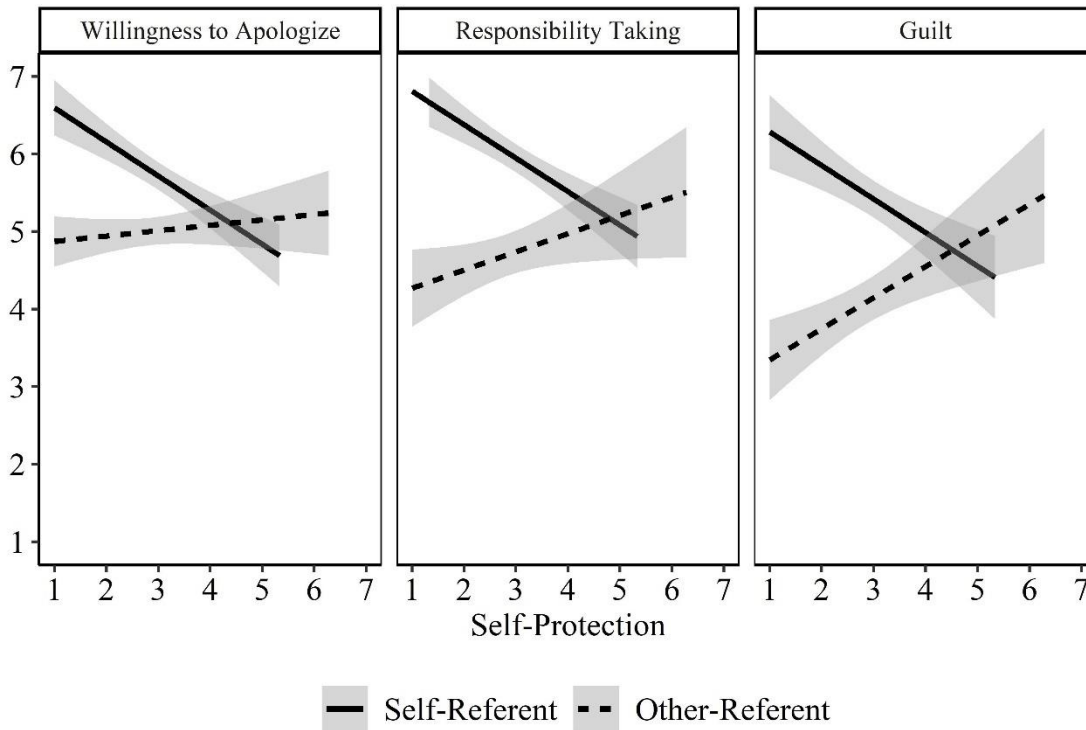 Willingness to Apologize
Responsibility Taking
Guilt
7
6
5
4
3
2
1
1 2 3 4 5 6 7
1 2 3 4 5 6 7
1 2 3 4 5 6 7
Self-Protection
Self-Referent
Other-Referent